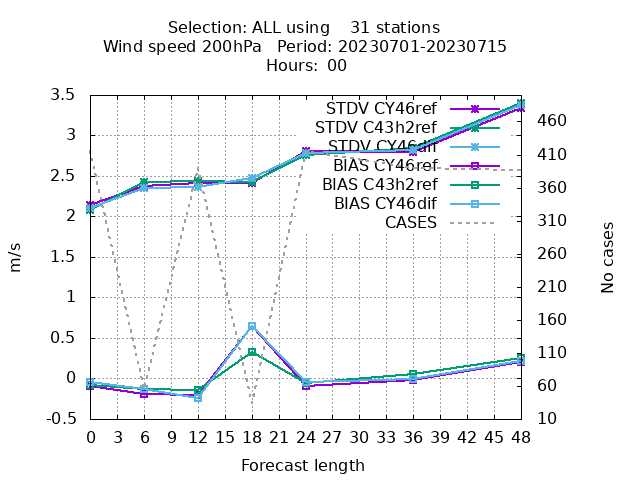 Selection: ALL using    31 stations
Wind speed 200hPa   Period: 20230701-20230715
Hours: 00
3.5
3
2.5
2
1.5
1
0.5
0
-0.5
m/s
STDV CY46ref
STDV C43h2ref
STDV CY46dif
BIAS CY46ref
BIAS C43h2ref
BIAS CY46dif
CASES
460
410
360
310
260
210
160
110
60
10
No cases
0 3 6 9 12 15 18 21 24 27 30 33 36 39 42 45 48
Forecast length